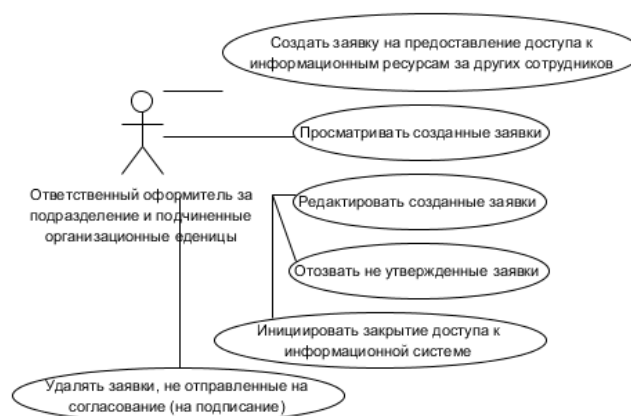 Создать заявку на предоставление доступа к
информационным ресурсам за других сотрудников
Просматривать созданные заявки
Ответственный оформитель за
подразделение и подчиненные
организационные еденицы
Редактировать созданные заявки
Отозвать не утвержденные заявки
Инициировать закрытие доступа к
информационной системе
Удалять заявки, не отправленные на
согласование (на подписание)